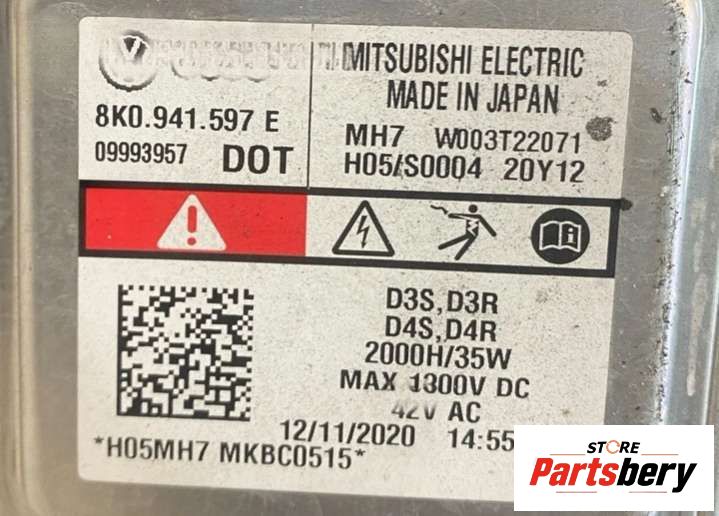 MITSUBISHI ELECTRIC
MADE IN JAPAN
8K0.941.597 E
09993957 DOT
MH7 W003T22071
H05/S0004 20Y12
D3S,D3R
D4S,D4R
2000H/35W
MAX 1300V DC
42V AC
12/11/2020 14:55
*H05MH7 MKBC0515*
STORE
Partsbery